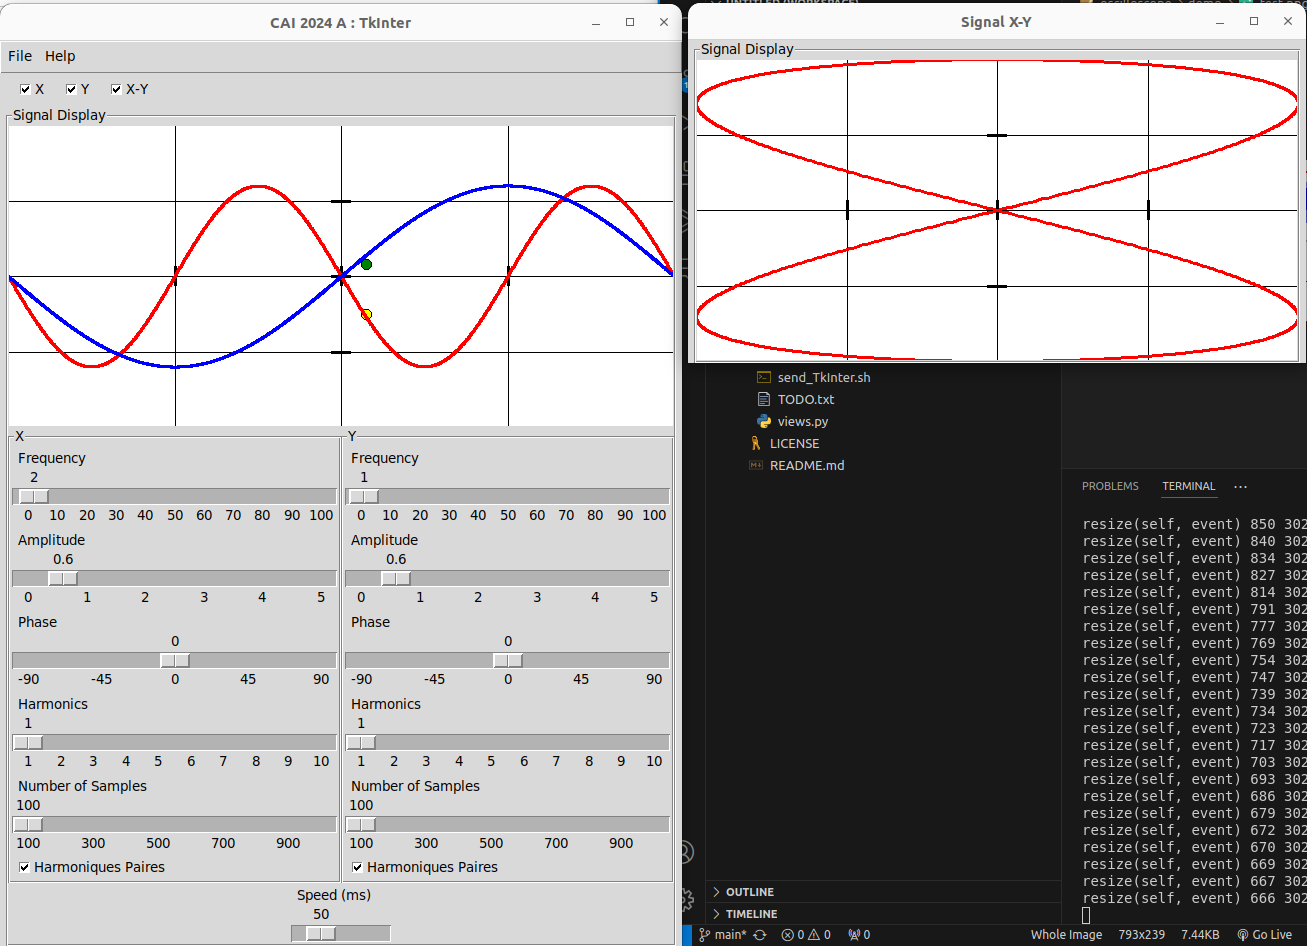 CAI 2024 A : TkInter
File Help
X Y X-Y
Signal Display
X
Frequency
2
0 10 20 30 40 50 60 70 80 90 100
Amplitude
0.6
0 1 2 3 4 5
Phase
0
-90 -45 0 45 90
Harmonics
1
1 2 3 4 5 6 7 8 9 10
Number of Samples
100
100 300 500 700 900
Harmoniques Paires
Y
Frequency
1
0 10 20 30 40 50 60 70 80 90 100
Amplitude
0.6
0 1 2 3 4 5
Phase
0
-90 -45 0 45 90
Harmonics
1
1 2 3 4 5 6 7 8 9 10
Number of Samples
100
100 300 500 700 900
Harmoniques Paires
Speed (ms)
50
Signal X-Y
Signal Display
send_TkInter.sh
TODO.txt
views.py
LICENSE
README.md
OUTLINE
TIMELINE
PROBLEMS TERMINAL ...
resize(self, event) 850 302
resize(self, event) 840 302
resize(self, event) 834 302
resize(self, event) 827 302
resize(self, event) 814 302
resize(self, event) 791 302
resize(self, event) 777 302
resize(self, event) 769 302
resize(self, event) 754 302
resize(self, event) 747 302
resize(self, event) 739 302
resize(self, event) 734 302
resize(self, event) 723 302
resize(self, event) 717 302
resize(self, event) 703 302
resize(self, event) 693 302
resize(self, event) 686 302
resize(self, event) 679 302
resize(self, event) 672 302
resize(self, event) 670 302
resize(self, event) 669 302
resize(self, event) 667 302
resize(self, event) 666 302
main* 0 0 0 Whole Image 793x239 7.44KB Go Live